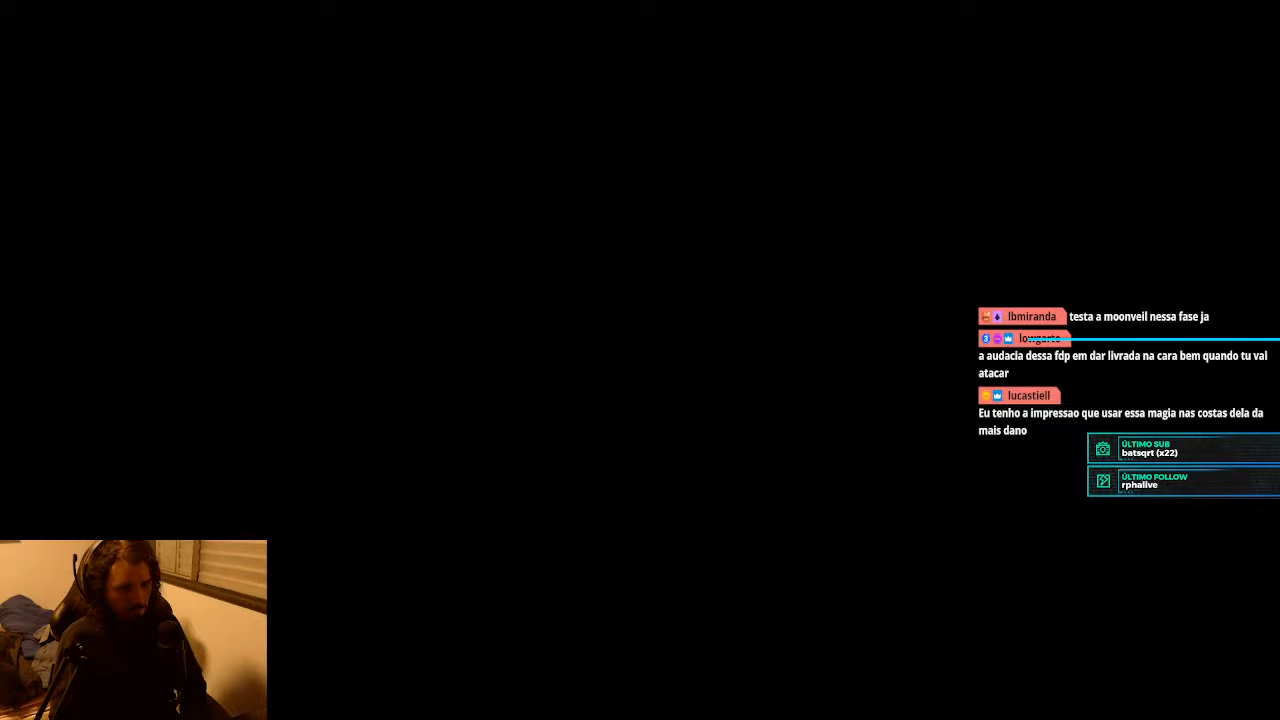 lbmiranda testa a moonveil nessa fase ja
lowgarte
a audacia dessa fdp em dar livrada na cara bem quando tu vai
atacar
lucastiell
Eu tenho a impressao que usar essa magia nas costas dela da
mais dano
ÚLTIMO SUB
batsqrt (x22)
ÚLTIMO FOLLOW
rphalive